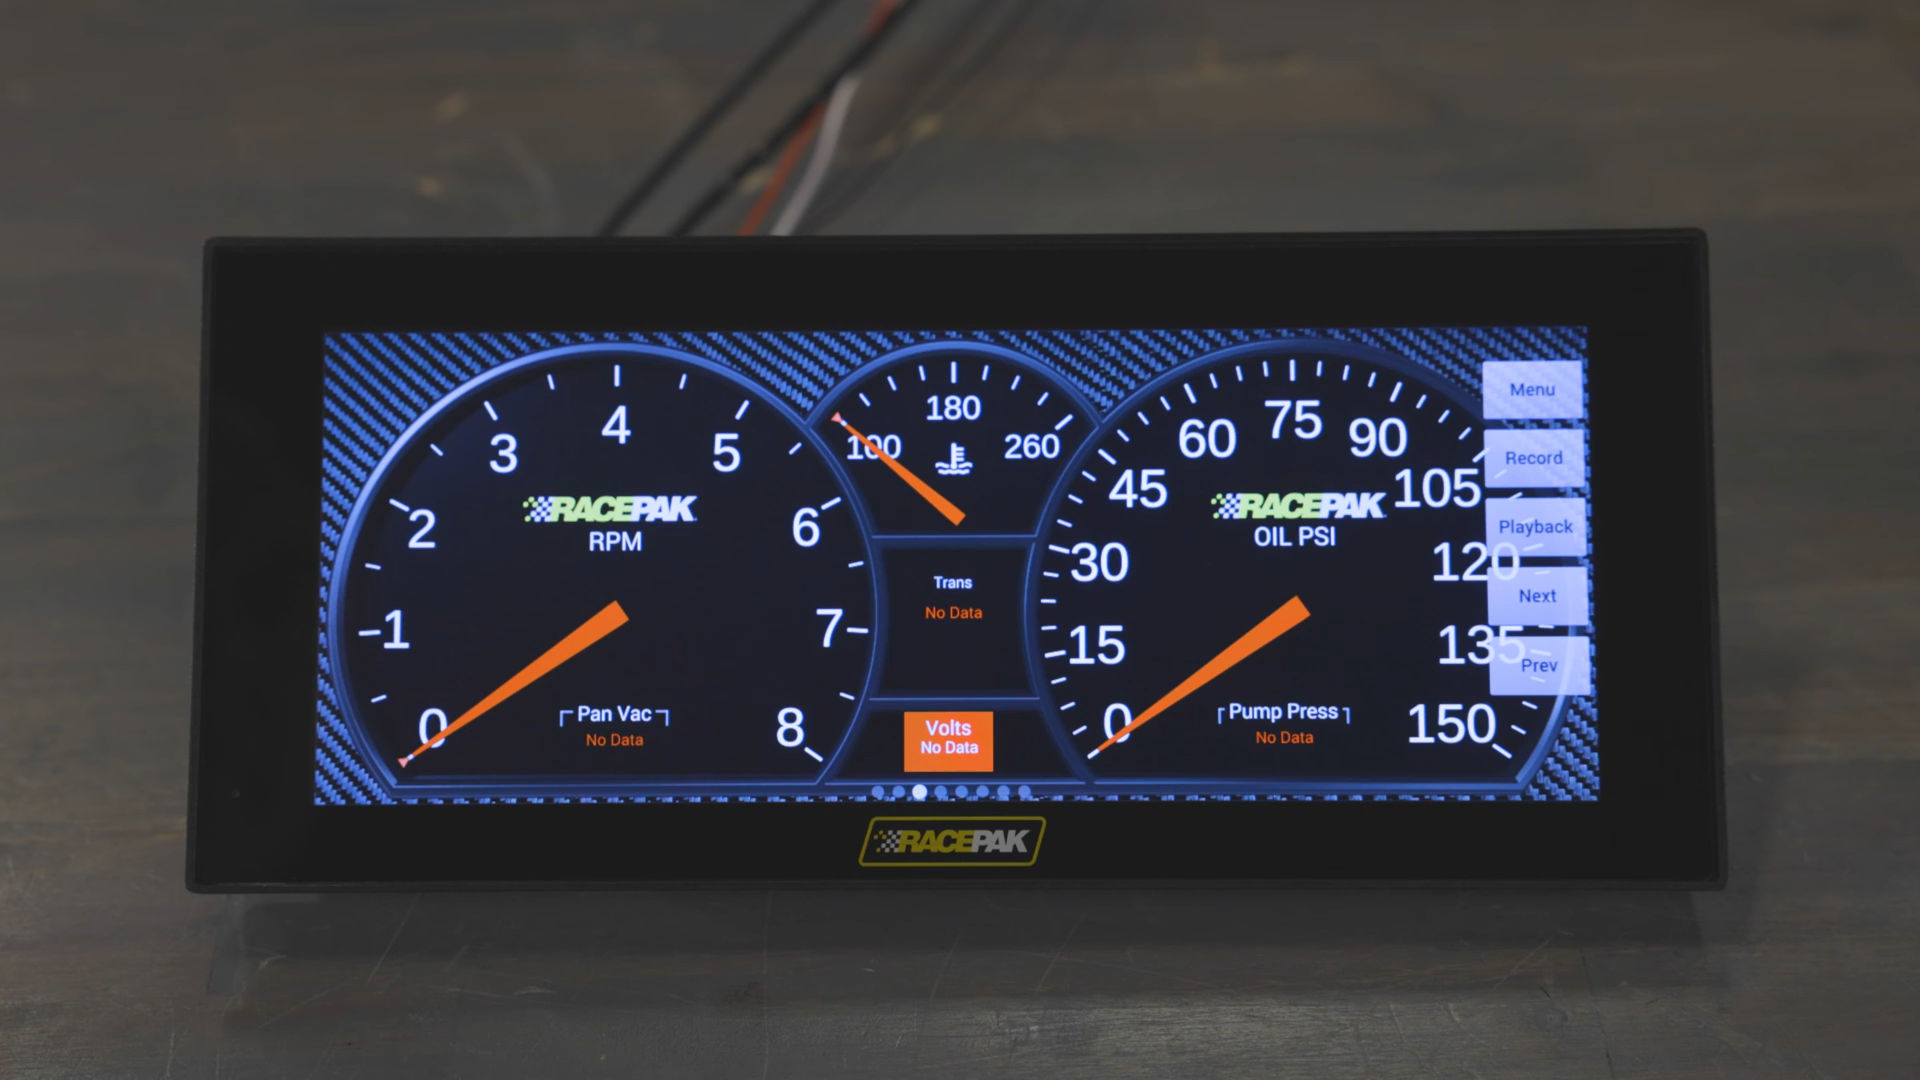 0
1
2
3
4
5
6
7
8
RACEPAK
RPM
Pan Vac
No Data
100
180
260
Trans
No Data
Volts
No Data
0
15
30
45
60
75
90
105
120
135
150
RACEPAK
OIL PSI
Pump Press
No Data
Menu
Record
Playback
Next
Prev
RACEPAK